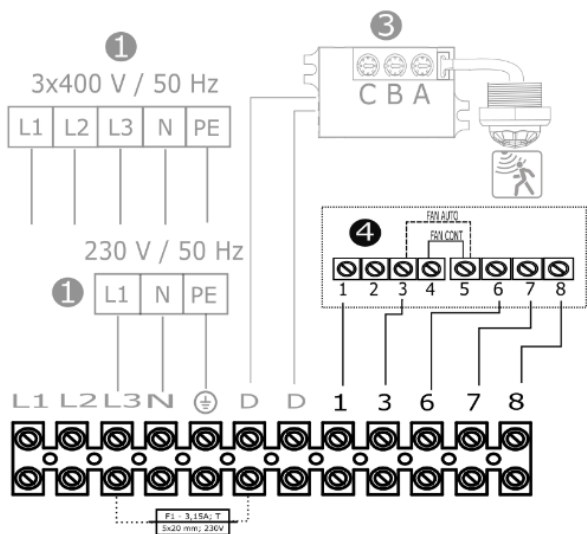 1
3
3x400 V / 50 Hz
C B A
L1 L2 L3 N PE
FAN AUTO
4
FAN CONT
230 V / 50 Hz
1
1 2 3 4 5 6 7 8
L1 N PE
L1 L2 L3 N D D 1 3 6 7 8
F1 - 3,15A; T
5x20 mm; 230V